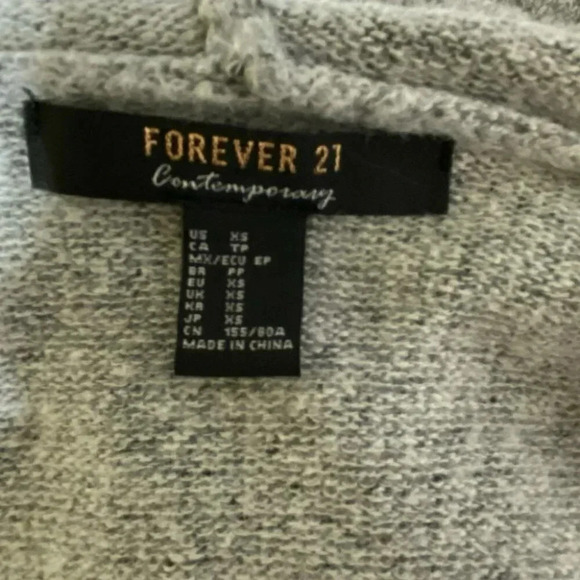 FOREVER 21
Contemporary
US XS
CA TP
MX/ECU EP
BR PP
EU XS
UK XS
KR XS
JP XS
CN 155/80A
MADE IN CHINA